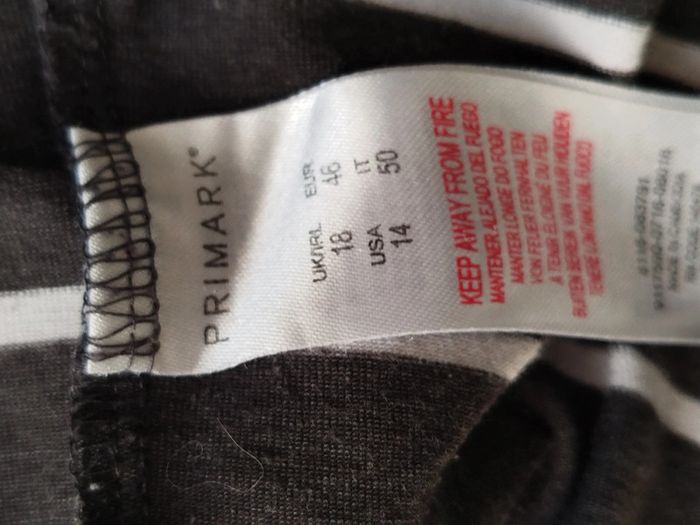 PRIMARK®
UK/IRL EUR
18 46
USA IT
14 50
KEEP AWAY FROM FIRE
MANTENER ALEJADO DEL FUEGO
MANTER LONGE DO FOGO
VON FEUER FERNHALTEN
À TENIR ÉLOIGNÉ DU FEU
BUITEN BEREIK VAN VUUR HOUDEN
TENERE LONTANO DAL FUOCO